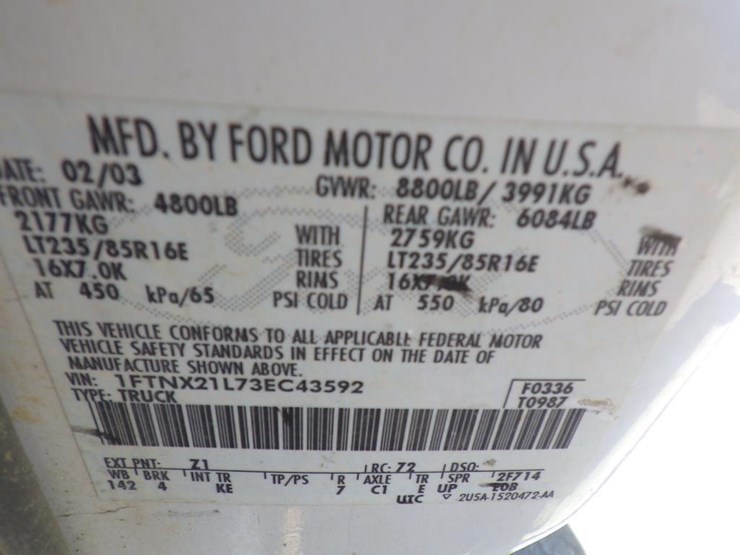 MFD. BY FORD MOTOR CO. IN U.S.A.
ATE: 02/03 GVWR: 8800LB/ 3991KG
FRONT GAWR: 4800LB REAR GAWR: 6084LB
2177KG WITH 2759KG WITH
LT235/85R16E TIRES LT235/85R16E TIRES
16X7.0K RIMS RIMS
AT 450 kPa/65 PSI COLD AT 550 kPa/80 PSI COLD
THIS VEHICLE CONFORMS TO ALL APPLICABLE FEDERAL MOTOR
VEHICLE SAFETY STANDARDS IN EFFECT ON THE DATE OF
MANUFACTURE SHOWN ABOVE.
VIN: 1FTNX21L73EC43592 F0336
TYPE: TRUCK T0987
EXT PNT: Z1 RC: 72 DSO:
WB BRK INT TR TP/PS R AXLE TR SPR 2F714
142 4 KE 7 C1 E UP
UTC 2USA-1520472-AA